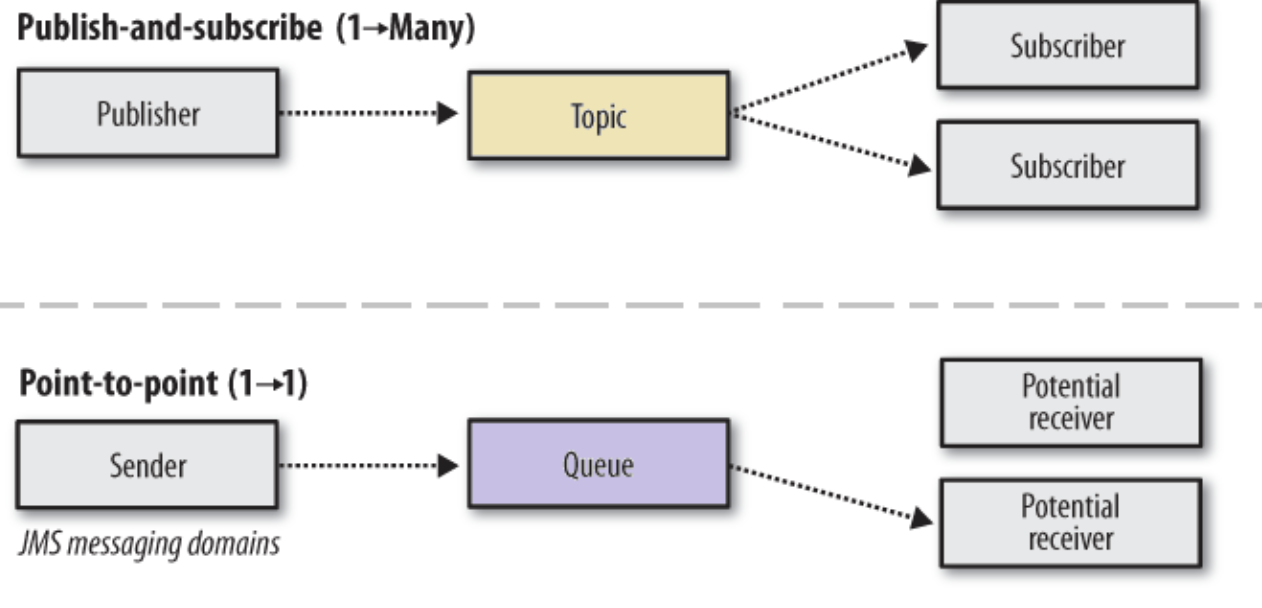 Publish-and-subscribe (1→Many)
Publisher
Topic
Subscriber
Subscriber
Point-to-point (1→1)
Sender
Queue
Potential
receiver
Potential
receiver
JMS messaging domains